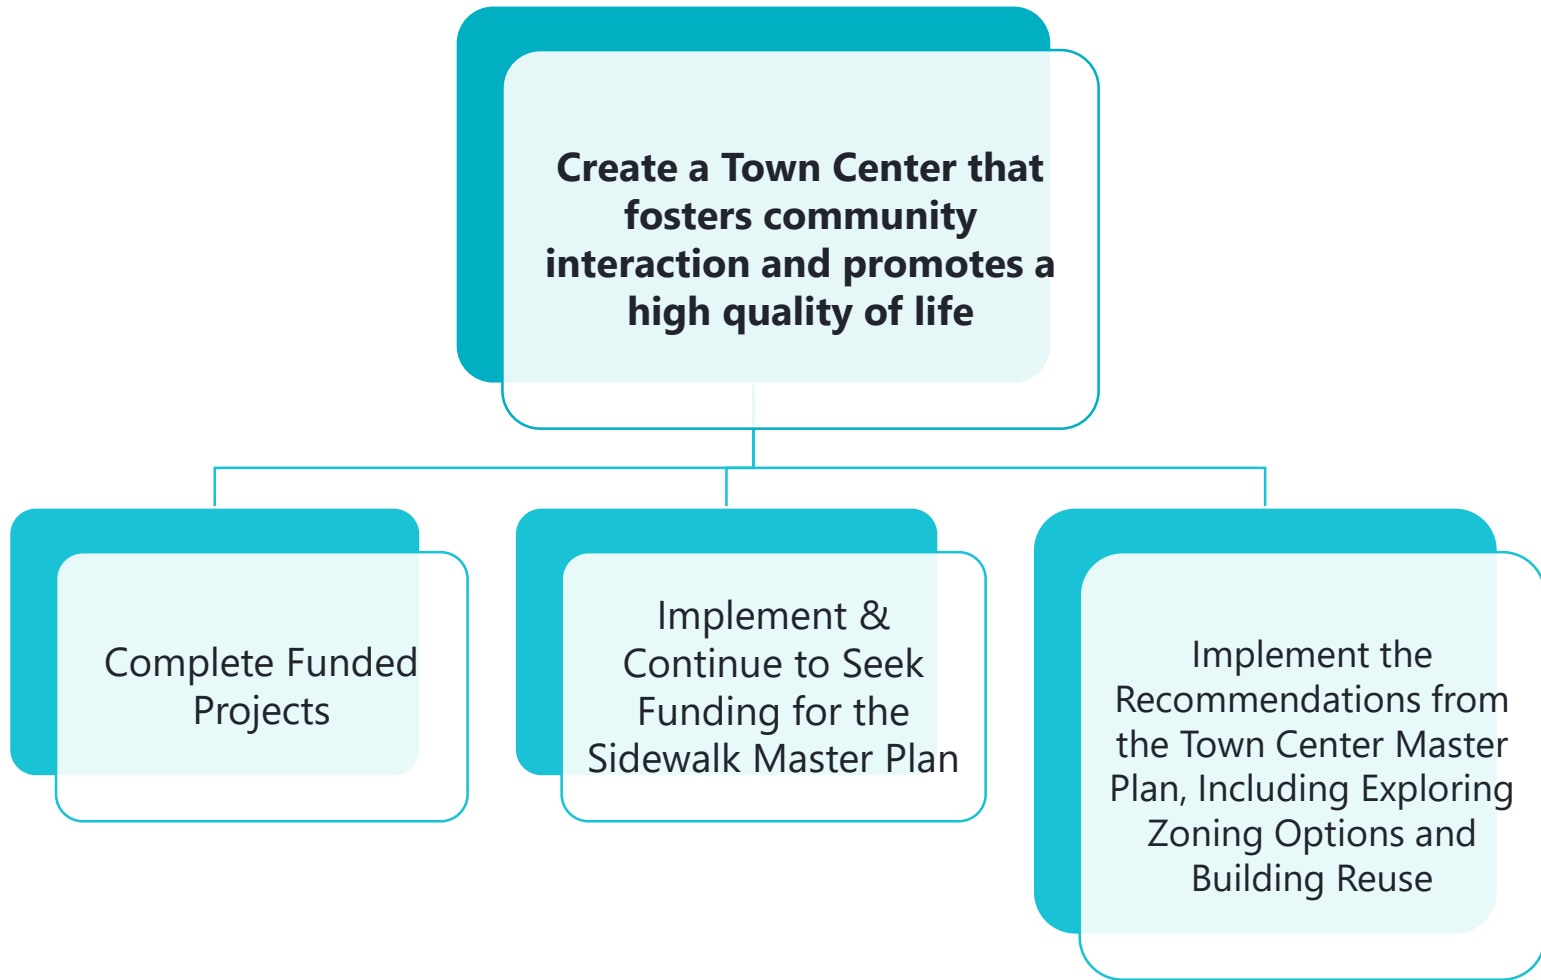 Create a Town Center that
fosters community
interaction and promotes a
high quality of life
Complete Funded
Projects
Implement &
Continue to Seek
Funding for the
Sidewalk Master Plan
Implement the
Recommendations from
the Town Center Master
Plan, Including Exploring
Zoning Options and
Building Reuse